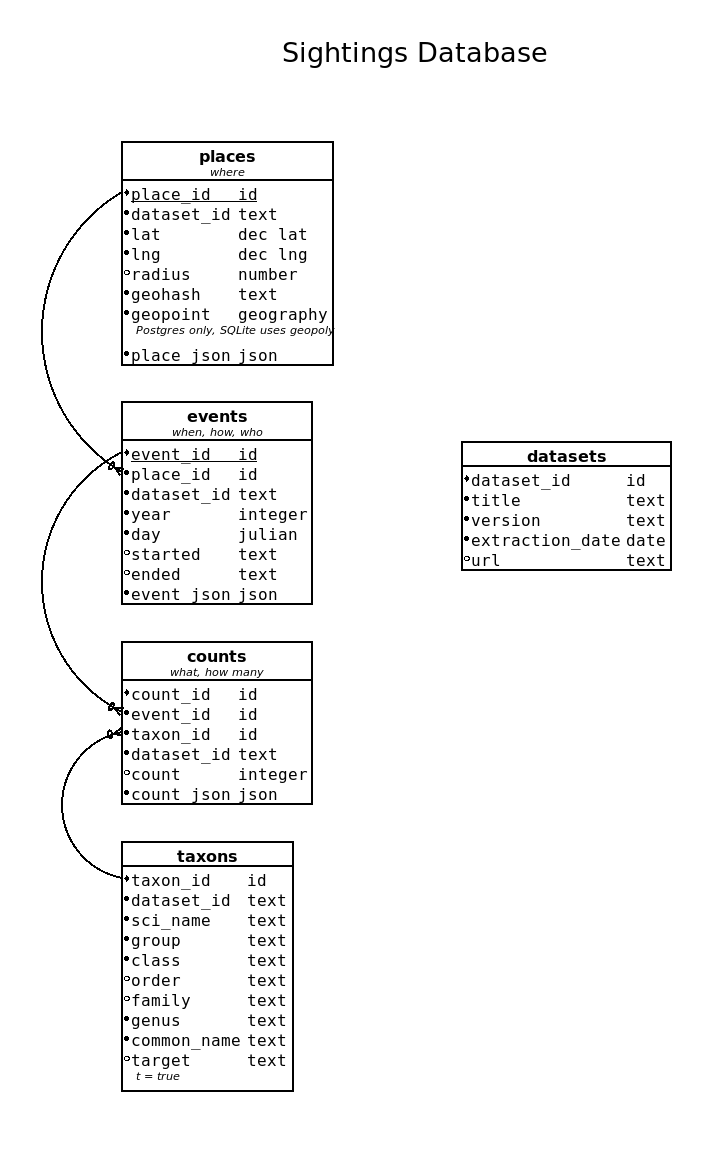 Sightings Database
places
where
place_id id
dataset_id text
lat dec lat
lng dec lng
radius number
geohash text
geopoint geography
Postgres only, SQLite uses geopoly
place_json json
events
when, how, who
event_id id
place_id id
dataset_id text
year integer
day julian
started text
ended text
event_json json
counts
what, how many
count_id id
event_id id
taxon_id id
dataset_id text
count integer
count_json json
taxons
taxon_id id
dataset_id text
sci_name text
group text
class text
order text
family text
genus text
common_name text
target text
t = true
datasets
dataset_id id
title text
version text
extraction_date date
url text